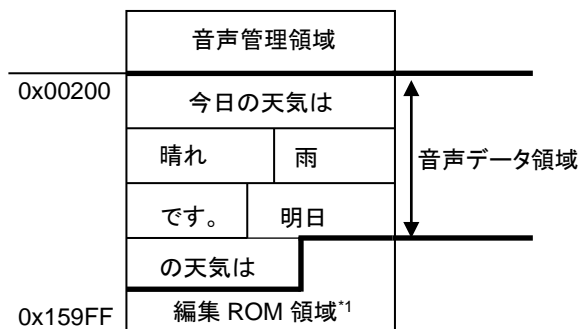 音声管理領域
0x00200
今日の天気は
晴れ 雨
音声データ領域
です。 明日
の天気は
0x159FF
編集 ROM 領域*1